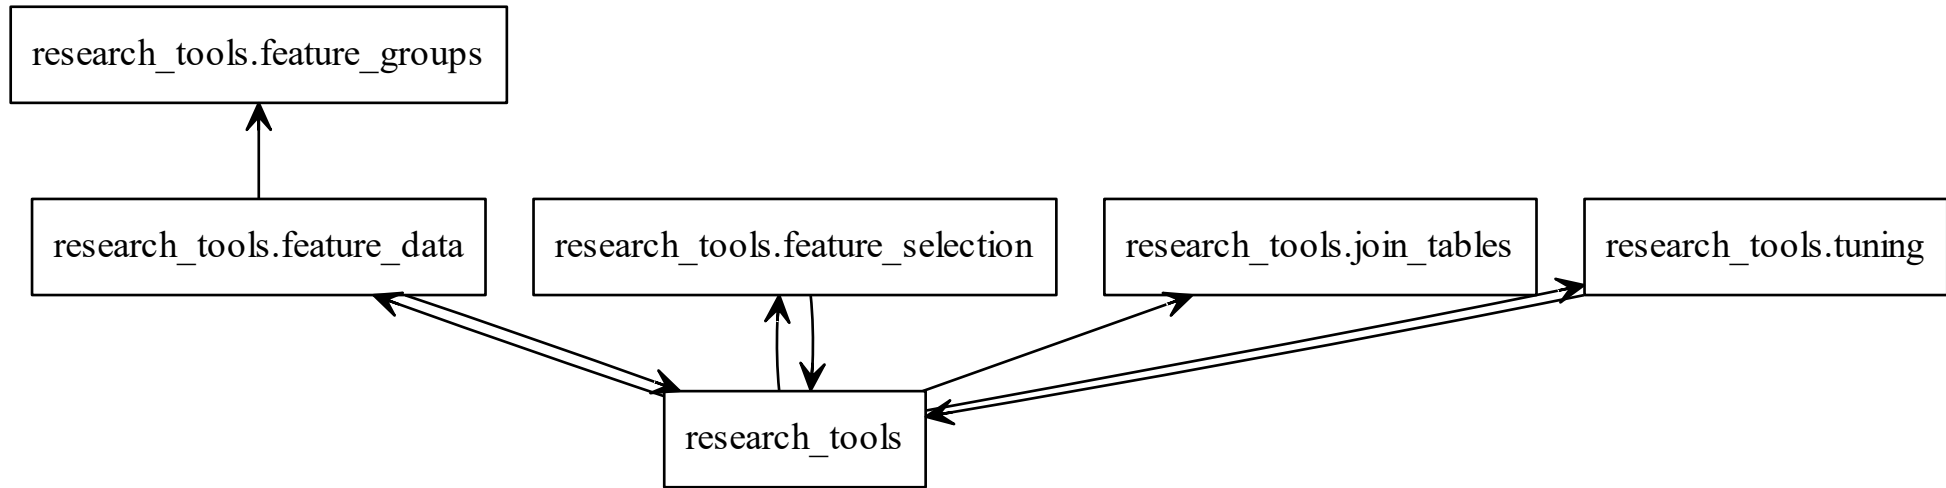 research_tools.feature_groups
research_tools.feature_data
research_tools.feature_selection
research_tools.join_tables
research_tools.tuning
research_tools